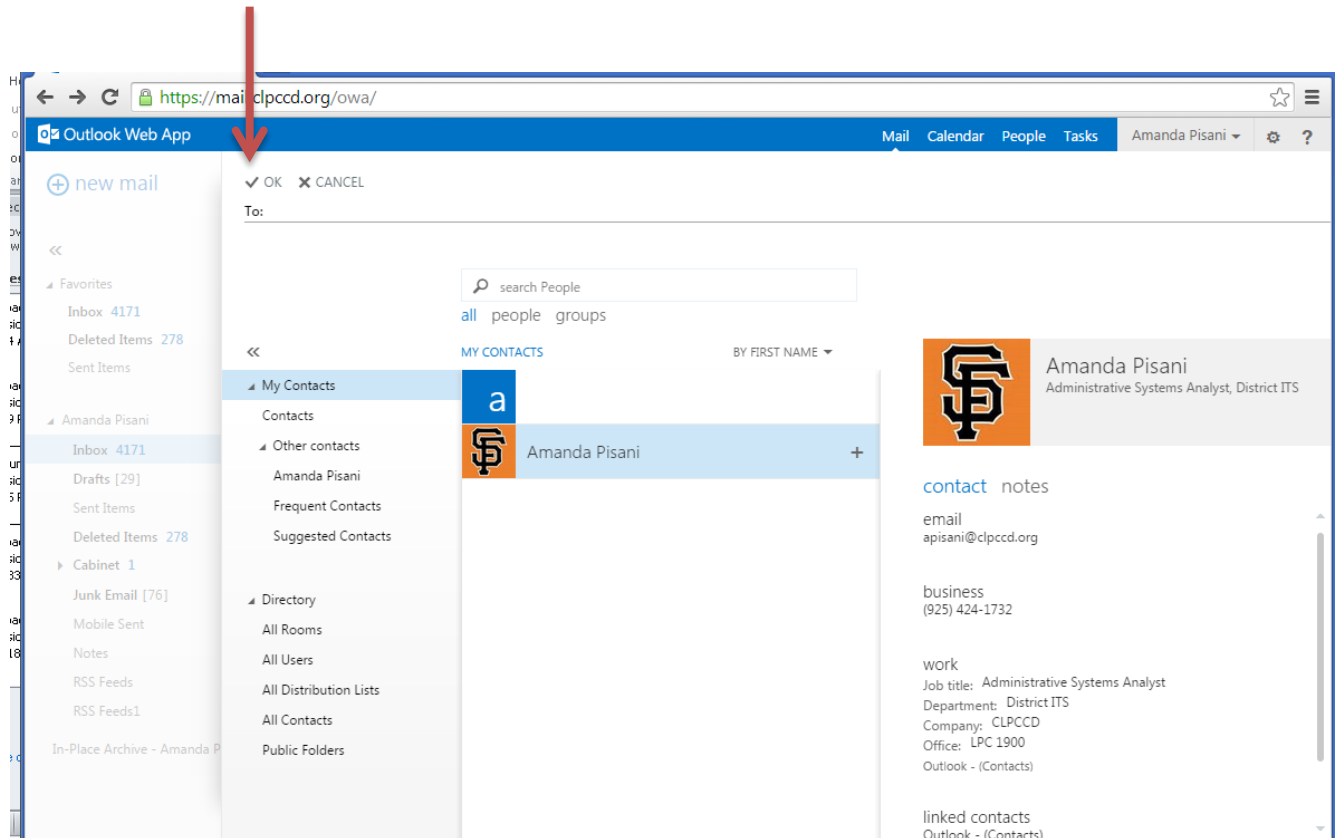 https://mail.clpccd.org/owa/
Outlook Web App
Mail Calendar People Tasks Amanda Pisani ?
new mail
OK CANCEL
To:
Favorites
Inbox 4171
Deleted Items 278
Sent Items
Amanda Pisani
Inbox 4171
Drafts [29]
Sent Items
Deleted Items 278
Cabinet 1
Junk Email [76]
Mobile Sent
Notes
RSS Feeds
RSS Feeds1
In-Place Archive - Amanda P
My Contacts
Contacts
Other contacts
Amanda Pisani
Frequent Contacts
Suggested Contacts
Directory
All Rooms
All Users
All Distribution Lists
All Contacts
Public Folders
search People
all people groups
MY CONTACTS BY FIRST NAME
a
SF Amanda Pisani +
SF
Amanda Pisani
Administrative Systems Analyst, District ITS
contact notes
email
apisani@clpccd.org
business
(925) 424-1732
work
Job title: Administrative Systems Analyst
Department: District ITS
Company: CLPCCD
Office: LPC 1900
Outlook - (Contacts)
linked contacts
Outlook - (Contacts)